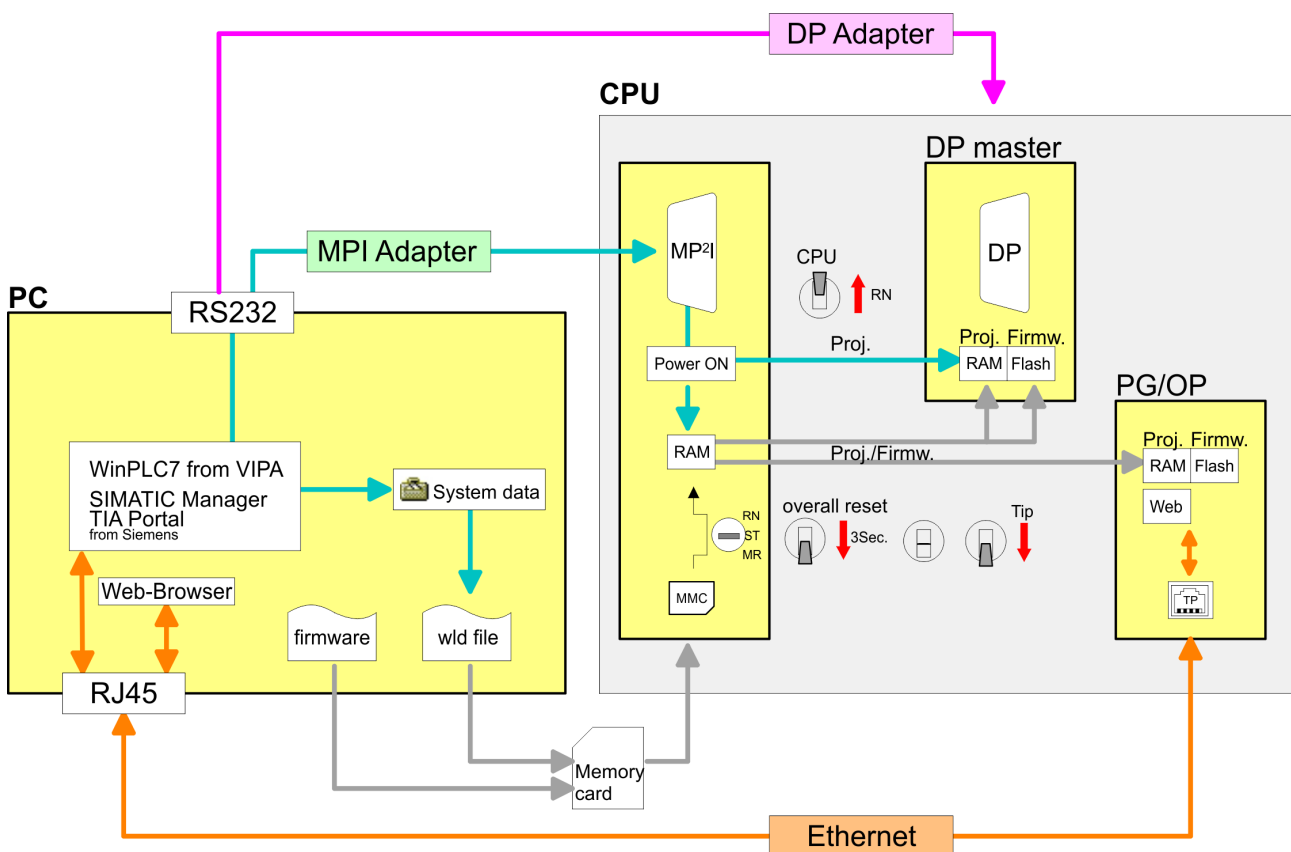 DP Adapter
CPU
DP master
MP²I
DP
MPI Adapter
CPU
RN
PC
RS232
Proj.
Proj. Firmw.
Power ON
RAM Flash
PG/OP
RAM
Proj./Firmw.
Proj. Firmw.
RAM Flash
WinPLC7 from VIPA
SIMATIC Manager
TIA Portal
from Siemens
System data
Web
RN
ST
MR
overall reset
3Sec.
Tip
Web-Browser
MMC
TP
firmware
wld file
RJ45
Memory
card
Ethernet